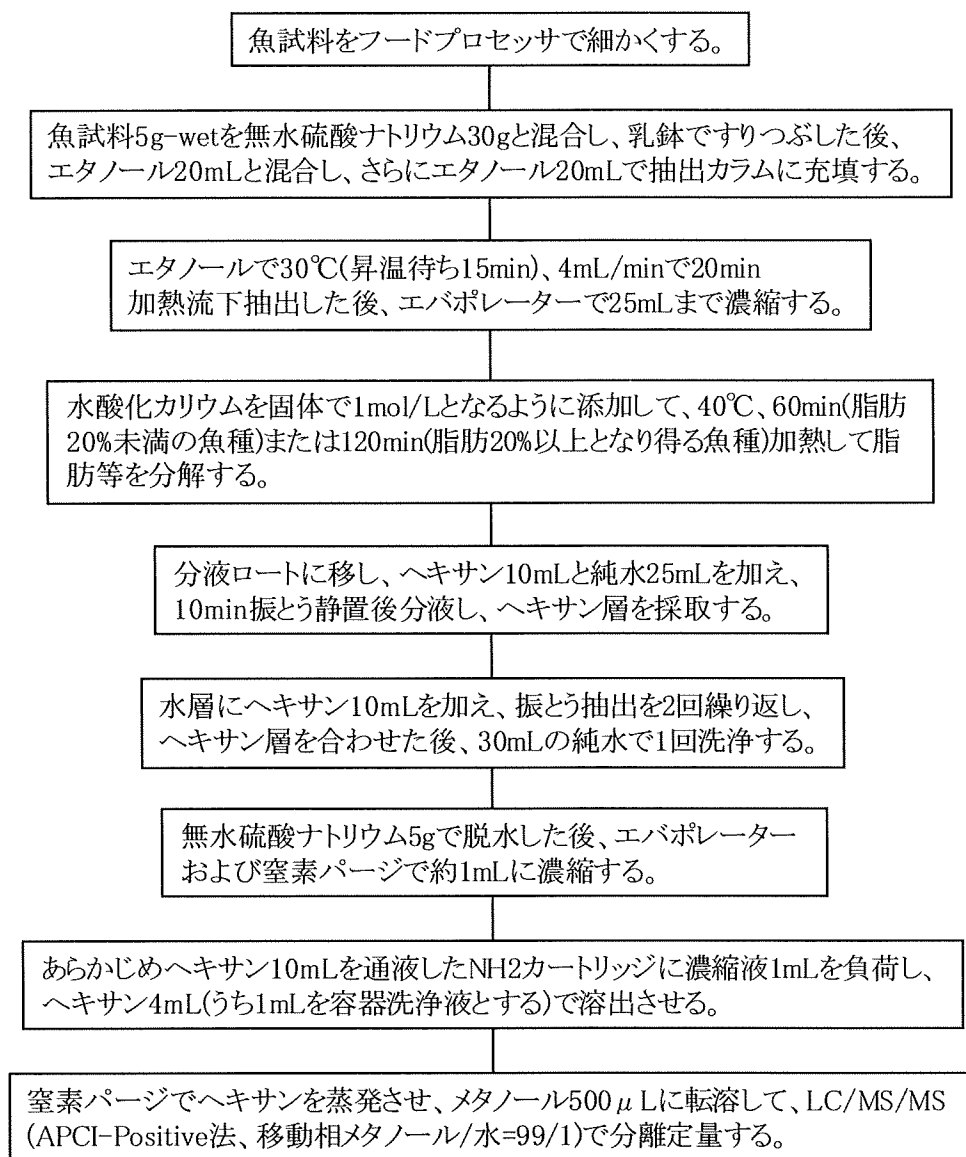 魚試料をフードプロセッサで細かくする。
魚試料5g-wetを無水硫酸ナトリウム30gと混合し、乳鉢ですりつぶした後、
エタノール20mLと混合し、さらにエタノール20mLで抽出カラムに充填する。
エタノールで30℃(昇温待ち15min)、4mL/minで20min
加熱流下抽出した後、エバポレーターで25mLまで濃縮する。
水酸化カリウムを固体で1mol/Lとなるように添加して、40℃、60min(脂肪
20%未満の魚種)または120min(脂肪20%以上となり得る魚種)加熱して脂
肪等を分解する。
分液ロートに移し、ヘキサン10mLと純水25mLを加え、
10min振とう静置後分液し、ヘキサン層を採取する。
水層にヘキサン10mLを加え、振とう抽出を2回繰り返し、
ヘキサン層を合わせた後、30mLの純水で1回洗浄する。
無水硫酸ナトリウム5gで脱水した後、エバポレーター
および窒素パージで約1mLに濃縮する。
あらかじめヘキサン10mLを通液したNH2カートリッジに濃縮液1mLを負荷し、
ヘキサン4mL(うち1mLを容器洗浄液とする)で溶出させる。
窒素パージでヘキサンを蒸発させ、メタノール500μLに転溶して、LC/MS/MS
(APCI-Positive法、移動相メタノール/水=99/1)で分離定量する。